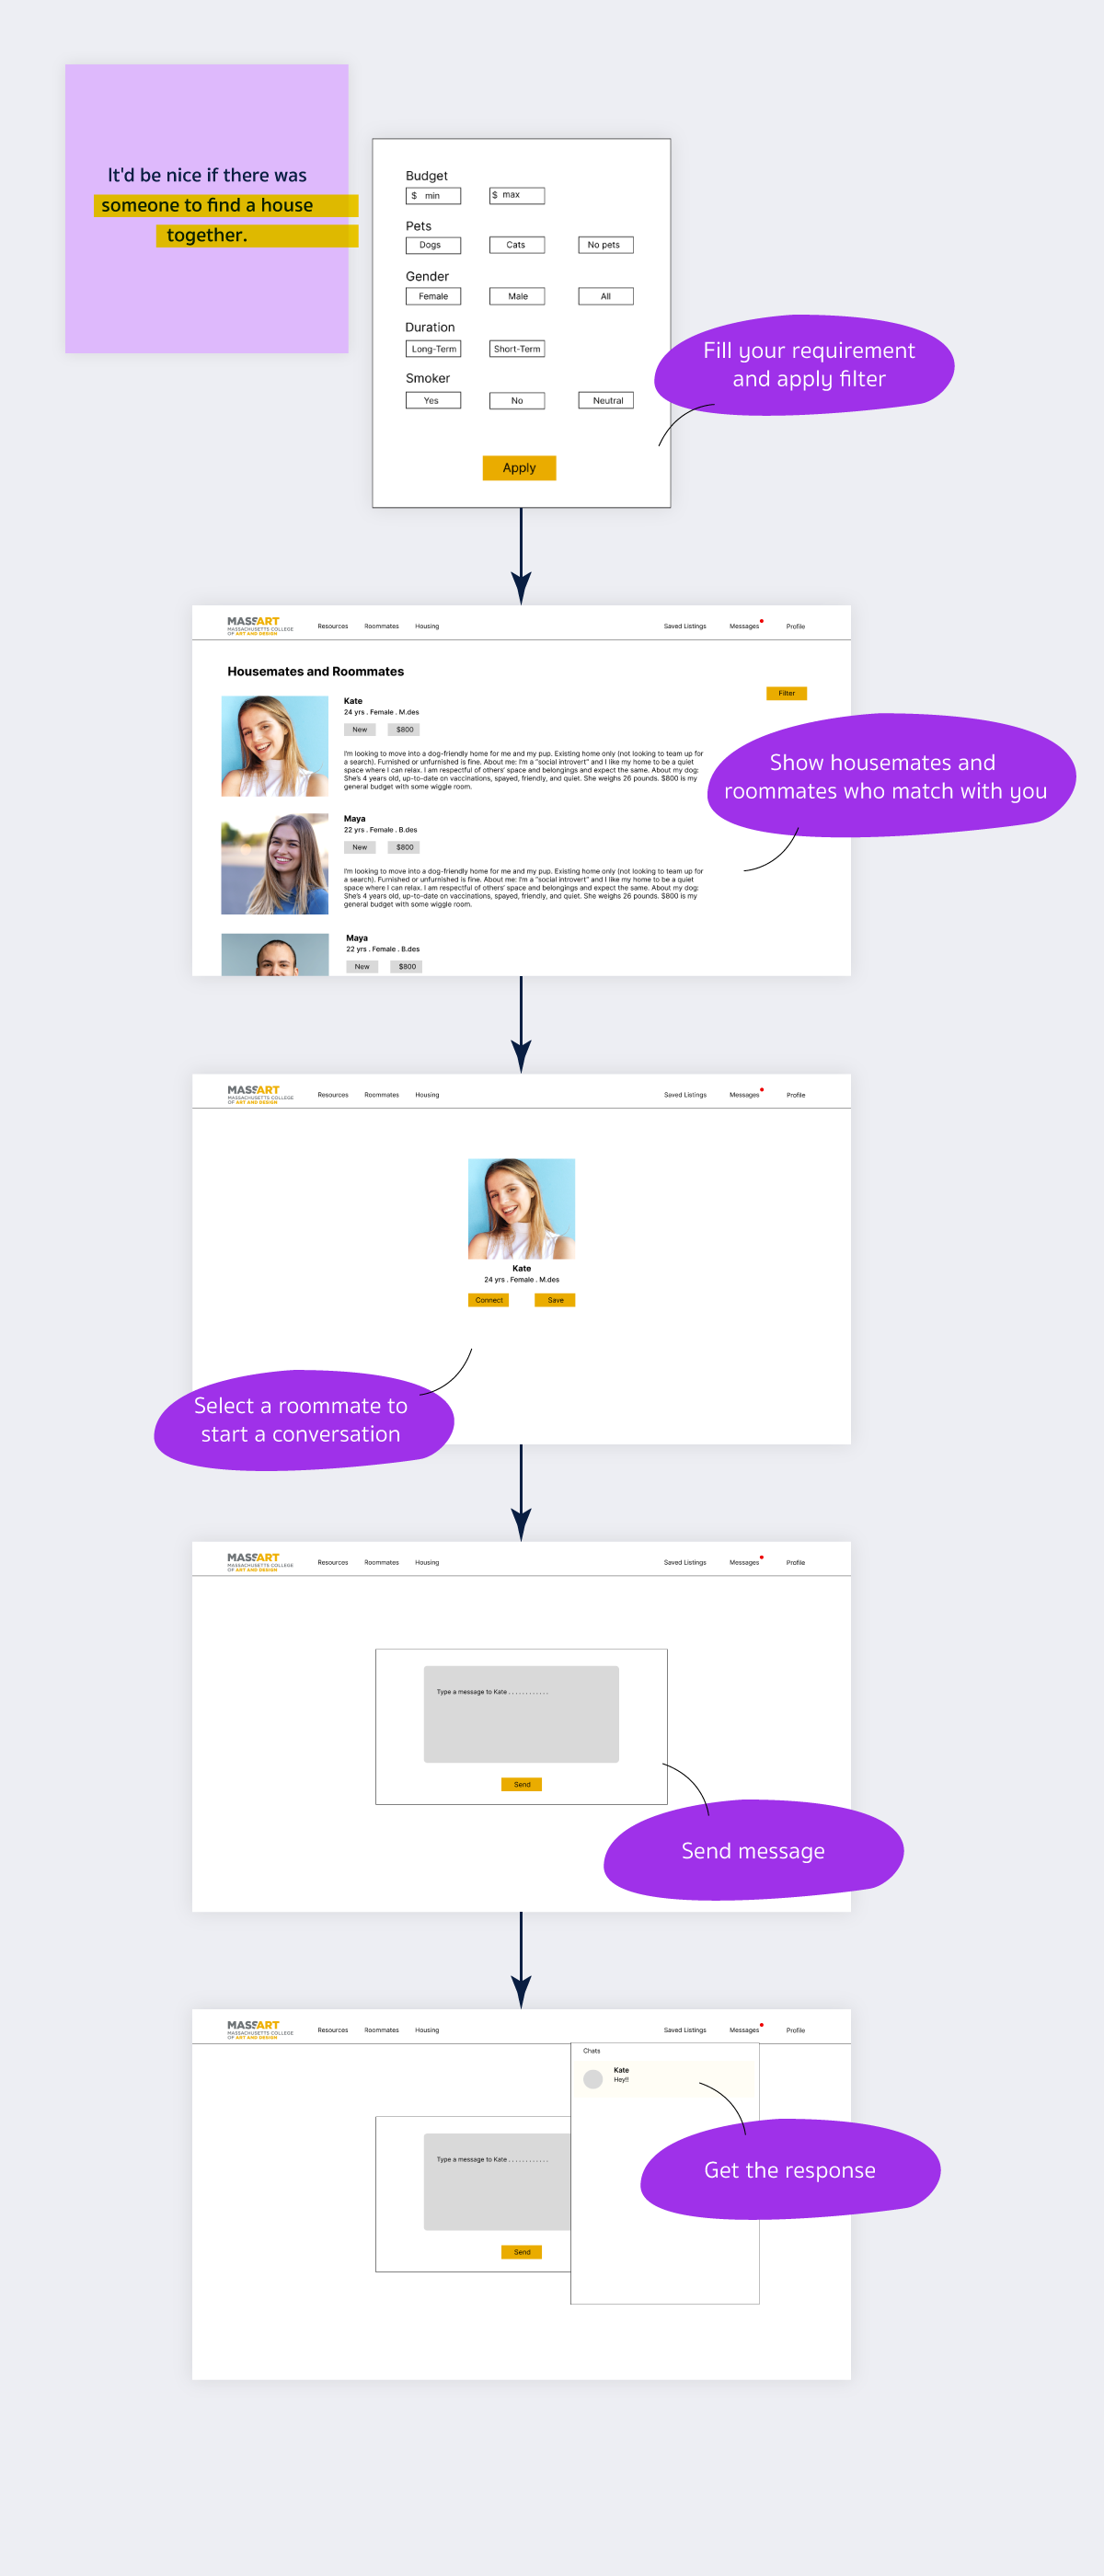 It'd be nice if there was
someone to find a house
together.
Budget
$ min
$ max
Pets
Dogs
Cats
No pets
Gender
Female
Male
All
Duration
Long-Term
Short-Term
Smoker
Yes
No
Neutral
Apply
Fill your requirement
and apply filter
MASSART
MASSACHUSETTS COLLEGE
OF ART AND DESIGN
Resources
Roommates
Housing
Saved Listings
Messages
Profile
Housemates and Roommates
Filter
Kate
24 yrs . Female . M.des
New
$800
I'm looking to move into a dog-friendly home for me and my pup. Existing home only (not looking to team up for
a search). Furnished or unfurnished is fine. About me: I'm a "social introvert" and I like my home to be a quiet
space where I can relax. I am respectful of others' space and belongings and expect the same. About my dog:
She's 4 years old, up-to-date on vaccinations, spayed, friendly, and quiet. She weighs 26 pounds. $800 is my
general budget with some wiggle room.
Show housemates and
roommates who match with you
Maya
22 yrs . Female . B.des
New
$800
I'm looking to move into a dog-friendly home for me and my pup. Existing home only (not looking to team up for
a search). Furnished or unfurnished is fine. About me: I'm a "social introvert" and I like my home to be a quiet
space where I can relax. I am respectful of others' space and belongings and expect the same. About my dog:
She's 4 years old, up-to-date on vaccinations, spayed, friendly, and quiet. She weighs 26 pounds. $800 is my
general budget with some wiggle room.
Maya
22 yrs . Female . B.des
New
$800
MASSART
MASSACHUSETTS COLLEGE
OF ART AND DESIGN
Resources
Roommates
Housing
Saved Listings
Messages
Profile
Kate
24 yrs . Female . M.des
Connect
Save
Select a roommate to
start a conversation
MASSART
MASSACHUSETTS COLLEGE
OF ART AND DESIGN
Resources
Roommates
Housing
Saved Listings
Messages
Profile
Type a message to Kate . . . . . . . . . . . .
Send
Send message
MASSART
MASSACHUSETTS COLLEGE
OF ART AND DESIGN
Resources
Roommates
Housing
Saved Listings
Messages
Profile
Chats
Kate
Hey!!
Type a message to Kate . . . . . . . . . . . .
Send
Get the response